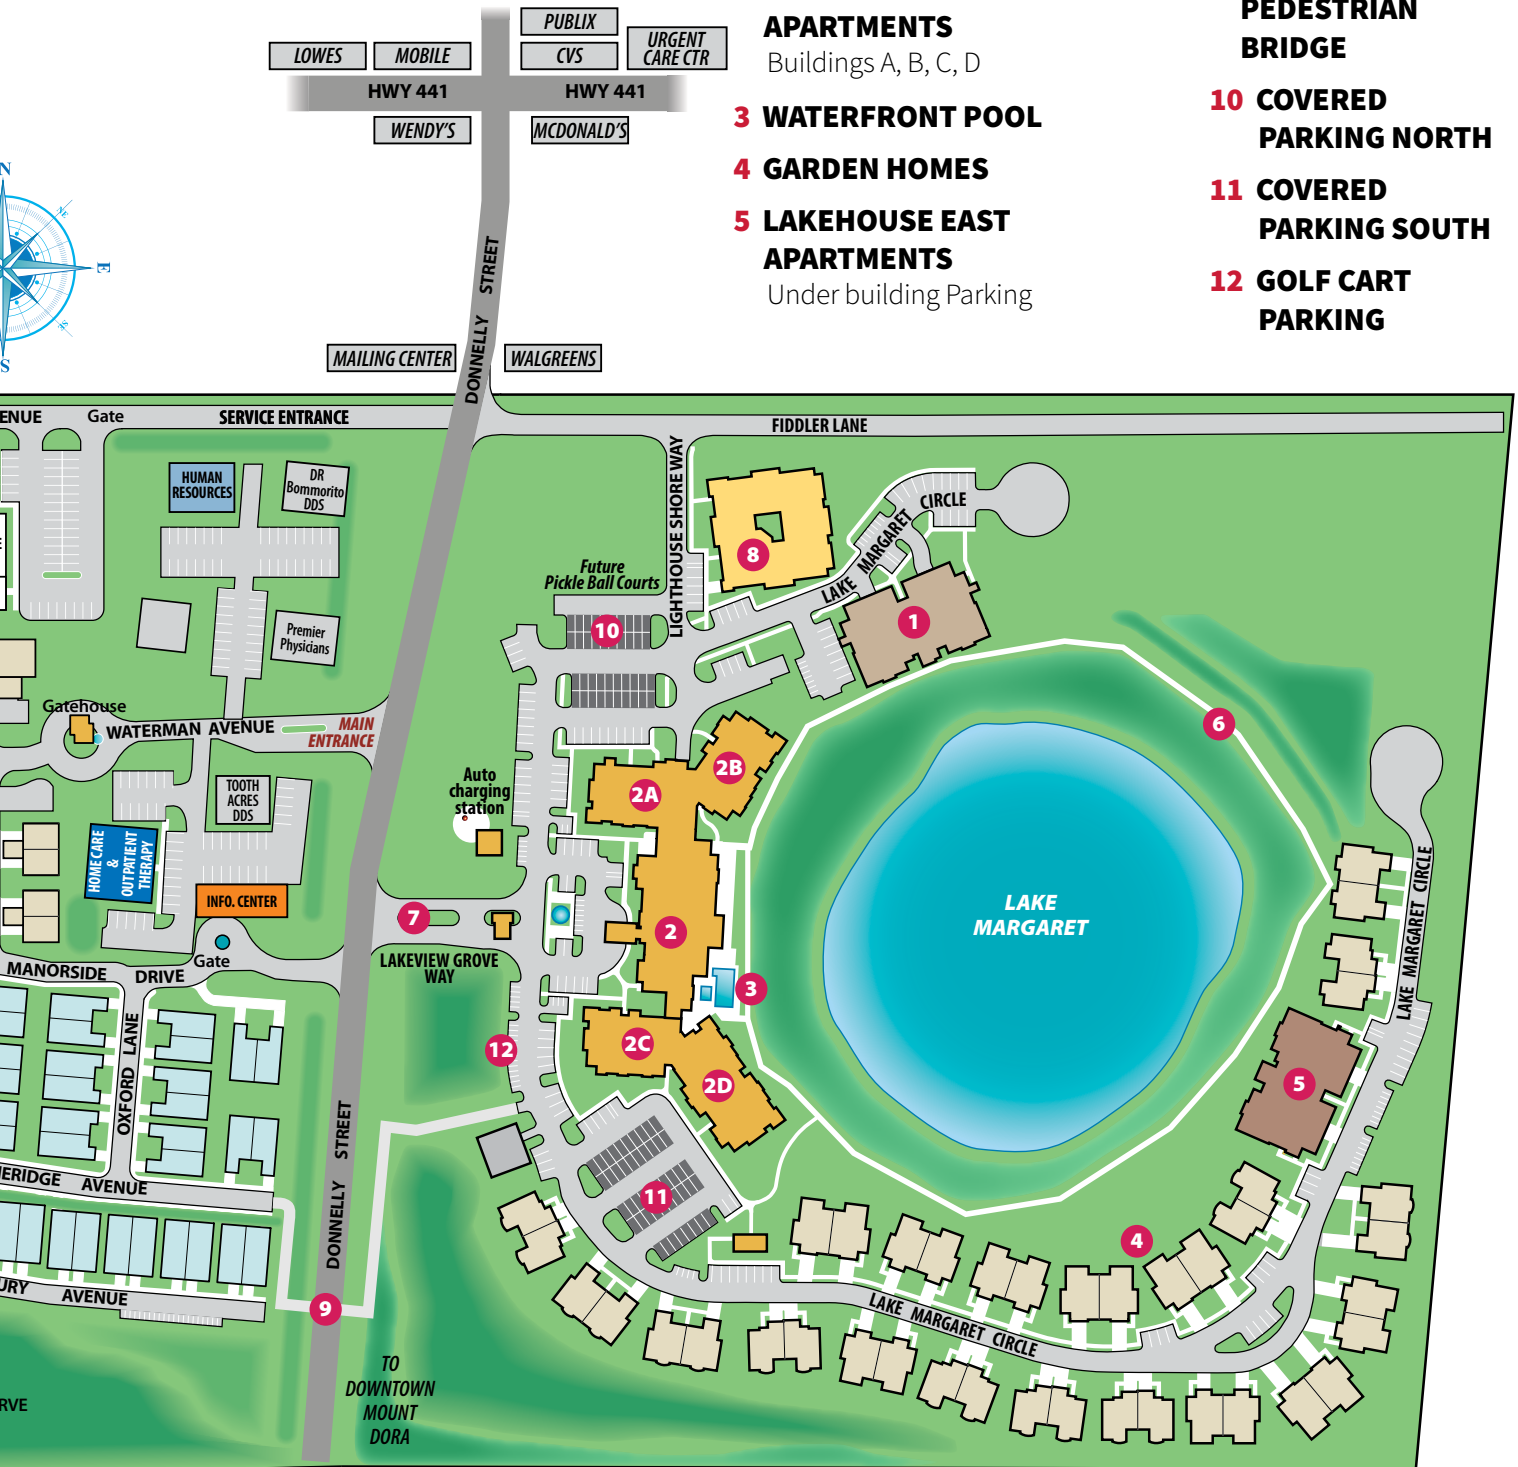 PUBLIX
LOWES
MOBILE
CVS
URGENT
CARE CTR
HWY 441
HWY 441
WENDY'S
MCDONALD'S
APARTMENTS
Buildings A, B, C, D
3 WATERFRONT POOL
4 GARDEN HOMES
5 LAKEHOUSE EAST
APARTMENTS
Under building Parking
PEDESTRIAN
BRIDGE
10 COVERED
PARKING NORTH
11 COVERED
PARKING SOUTH
12 GOLF CART
PARKING
N
NE
E
SE
S
DONNELLY STREET
MAILING CENTER
WALGREENS
ENUE
Gate
SERVICE ENTRANCE
FIDDLER LANE
HUMAN
RESOURCES
DR
Bommorito
DDS
LIGHTHOUSE SHORE WAY
8
LAKE MARGARET CIRCLE
Future
Pickle Ball Courts
10
1
Premier
Physicians
Gatehouse
WATERMAN AVENUE
MAIN
ENTRANCE
6
2B
2A
Auto
charging
station
TOOTH
ACRES
DDS
HOME CARE
&
OUTPATIENT
THERAPY
INFO. CENTER
7
2
LAKE
MARGARET
LAKE MARGARET CIRCLE
Gate
LAKEVIEW GROVE
WAY
MANORSIDE DRIVE
3
OXFORD LANE
12
2C
2D
5
DONNELLY STREET
ERIDGE AVENUE
11
4
URY AVENUE
9
LAKE MARGARET CIRCLE
TO
DOWNTOWN
MOUNT
DORA
RVE